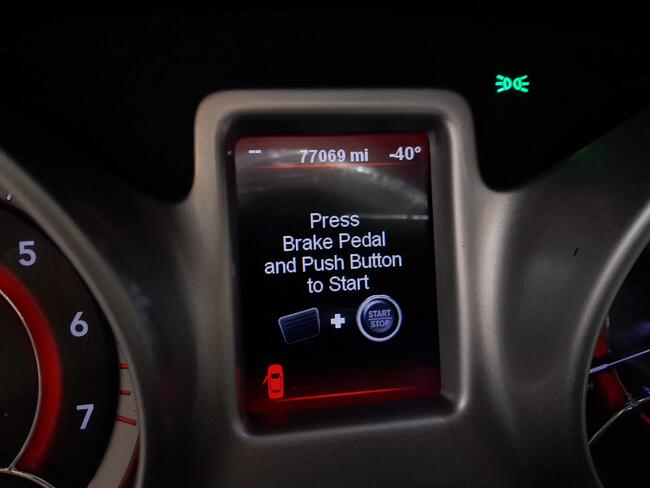 -- 77069 mi -40°
Press
Brake Pedal
and Push Button
to Start
START
STOP
5
6
7